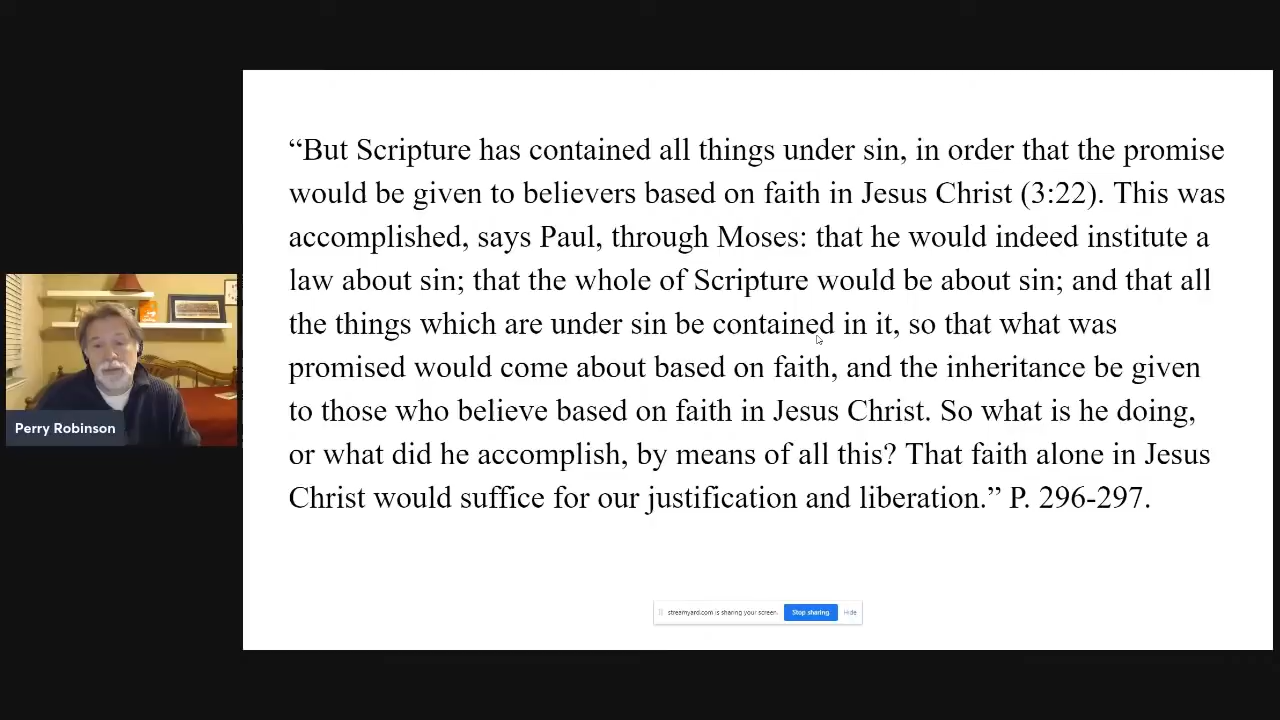 “But Scripture has contained all things under sin, in order that the promise
would be given to believers based on faith in Jesus Christ (3:22). This was
accomplished, says Paul, through Moses: that he would indeed institute a
law about sin; that the whole of Scripture would be about sin; and that all
the things which are under sin be contained in it, so that what was
promised would come about based on faith, and the inheritance be given
to those who believe based on faith in Jesus Christ. So what is he doing,
or what did he accomplish, by means of all this? That faith alone in Jesus
Christ would suffice for our justification and liberation.” P. 296-297.
Perry Robinson
streamyard.com is sharing your screen.
Stop sharing
Hide